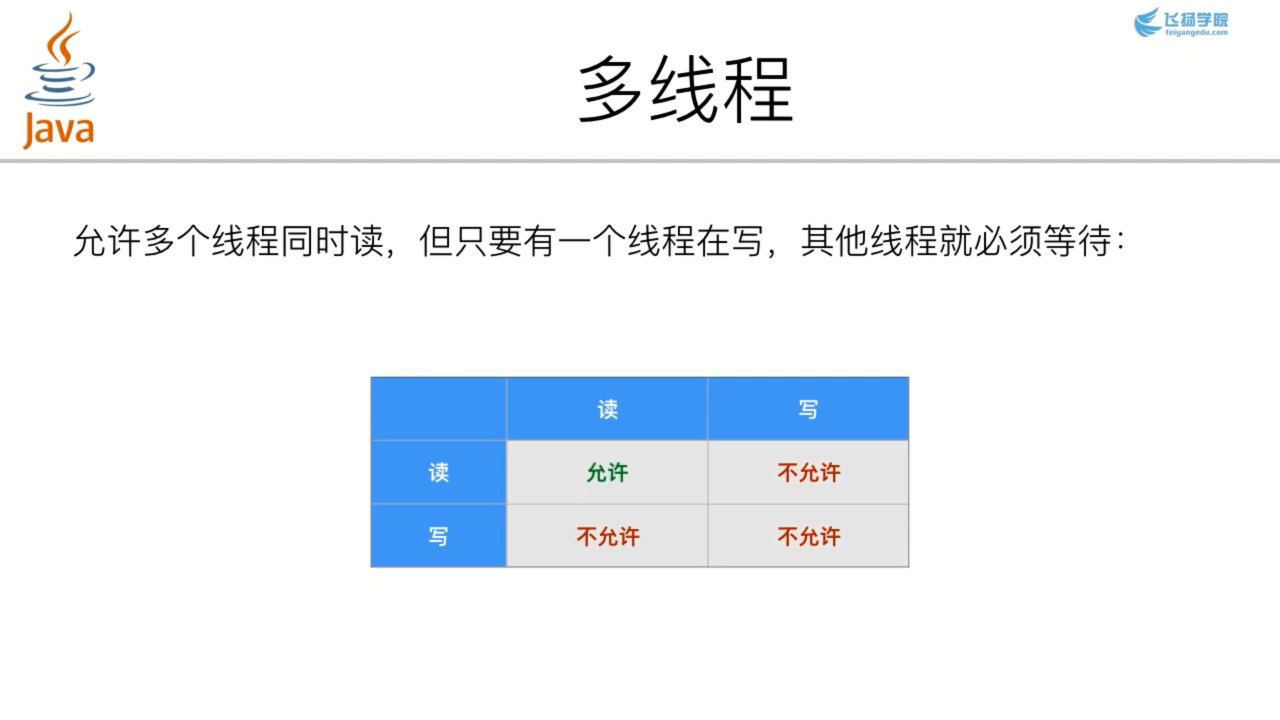 飞扬学院
feiyangedu.com
Java
多线程
允许多个线程同时读，但只要有一个线程在写，其他线程就必须等待：
读 写
读 允许 不允许
写 不允许 不允许